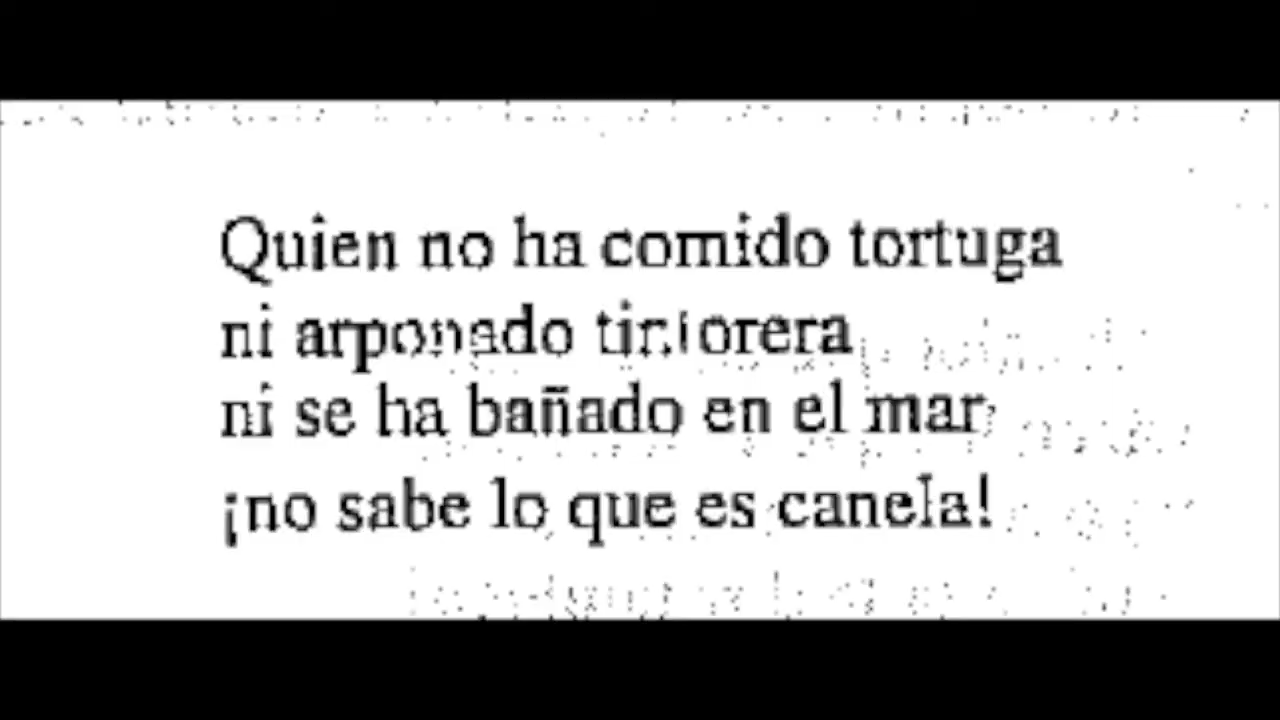 Quien no ha comido tortuga
ni arponado tintorera
ni se ha bañado en el mar
¡no sabe lo que es canela!